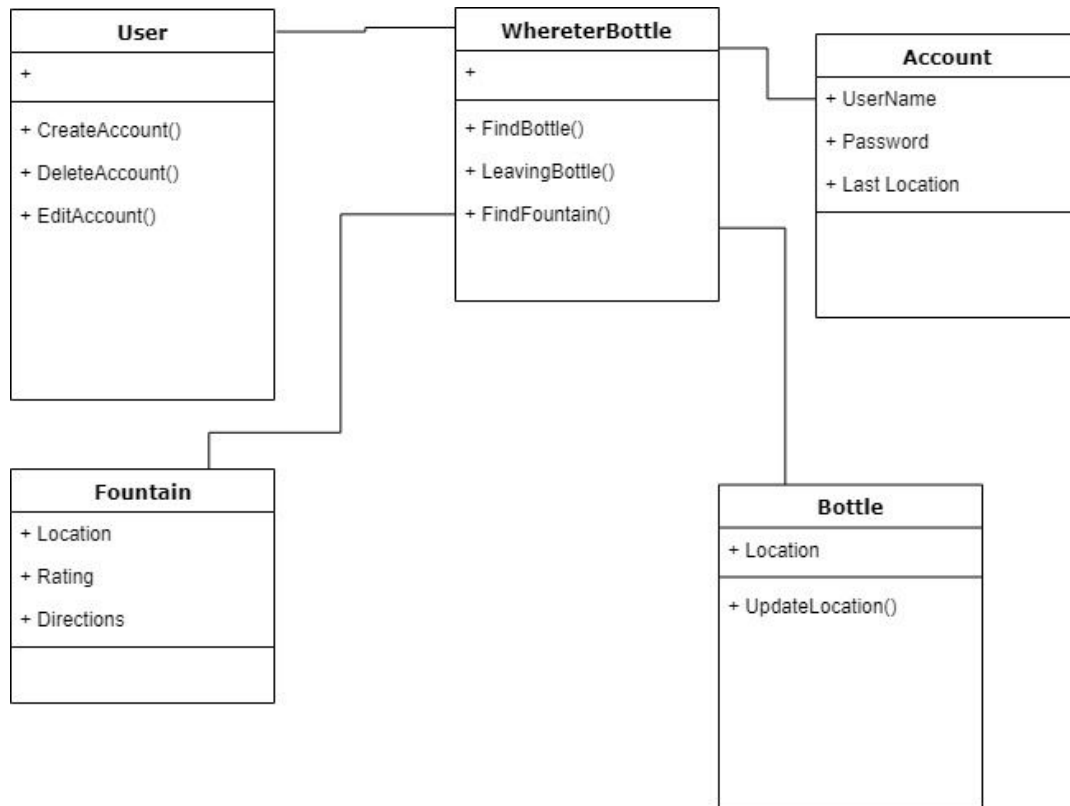 User
+
+ CreateAccount()
+ DeleteAccount()
+ EditAccount()
WhereterBottle
+
+ FindBottle()
+ LeavingBottle()
+ FindFountain()
Account
+ UserName
+ Password
+ Last Location
Fountain
+ Location
+ Rating
+ Directions
Bottle
+ Location
+ UpdateLocation()